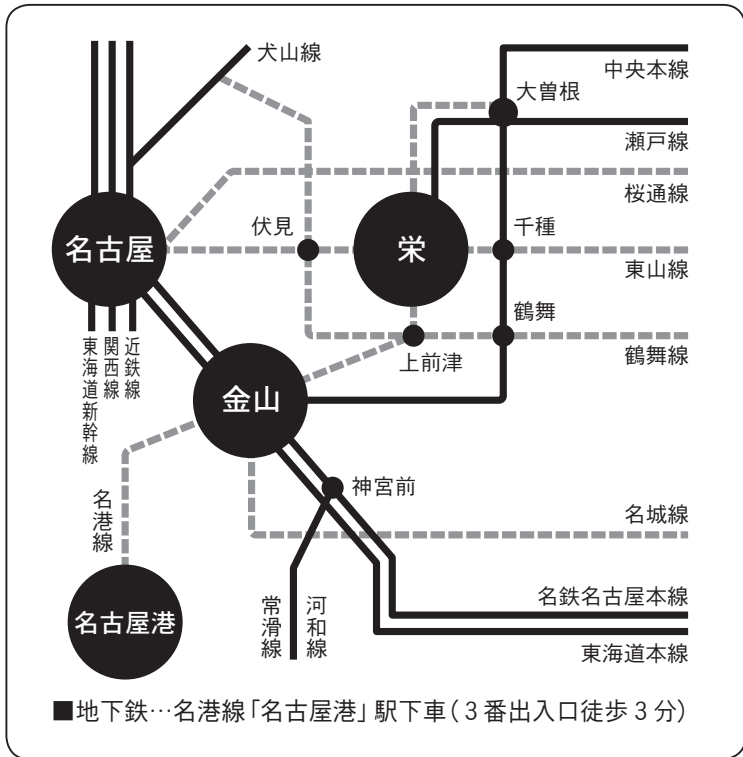 犬山線
中央本線
大曽根
瀬戸線
桜通線
伏見
名古屋
栄
千種
東山線
鶴舞
上前津
鶴舞線
東海道新幹線
関西線
近鉄線
金山
神宮前
名港線
名城線
名古屋港
常滑線
河和線
名鉄名古屋本線
東海道本線
■地下鉄…名港線「名古屋港」駅下車(3番出入口徒歩3分)